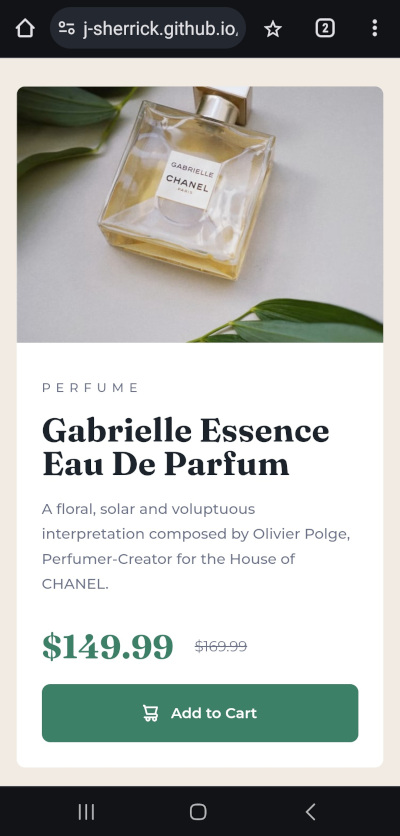 j-sherrick.github.io
2
GABRIELLE
CHANEL
PARIS
PERFUME
Gabrielle Essence
Eau De Parfum
A floral, solar and voluptuous
interpretation composed by Olivier Polge,
Perfumer-Creator for the House of
CHANEL.
$149.99 $169.99
Add to Cart